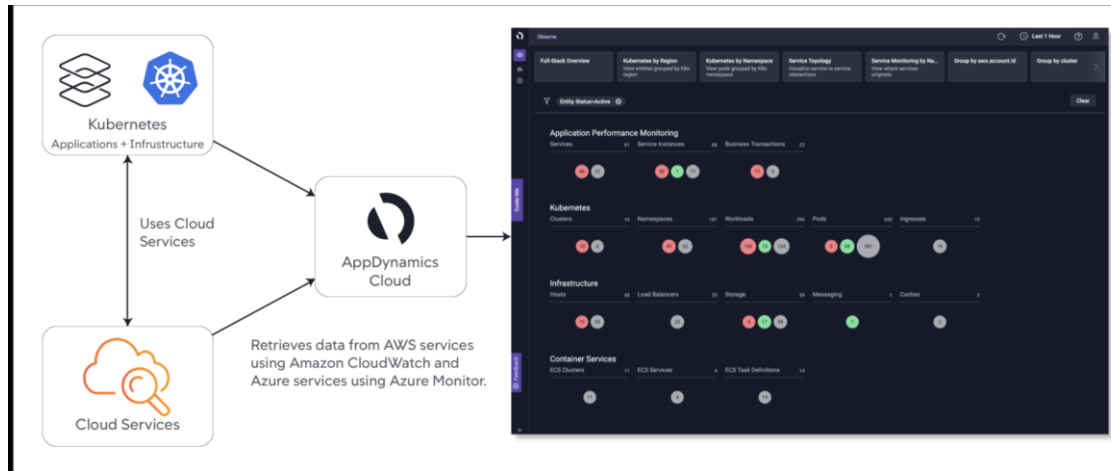 Kubernetes
Applications + Infrustructure
Uses Cloud
Services
Cloud Services
AppDynamics
Cloud
Retrieves data from AWS services
using Amazon CloudWatch and
Azure services using Azure Monitor.
Observe
Last 1 Hour
Full-Stack Overview
Kubernetes by Region
View entities grouped by K8s
region
Kubernetes by Namespace
View pods grouped by K8s
namespace
Service Topology
Visualize service to service
interactions
Service Monitoring by Na...
View where services
originate
Group by aws.account.id
Group by cluster
Entity Status=Active
Clear
Guide Me
Feedback
Application Performance Monitoring
Services
Service Instances
Business Transactions
Kubernetes
Clusters
Namespaces
Workloads
Pods
Ingresses
Infrastructure
Hosts
Load Balancers
Storage
Messaging 1
Caches
Container Services
ECS Clusters 11
ECS Services 4
ECS Task Definitions 14